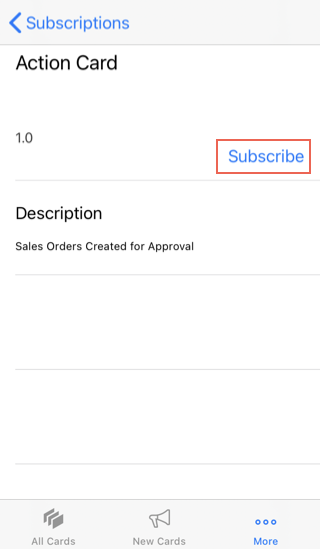 Subscriptions
Action Card
1.0
Subscribe
Description
Sales Orders Created for Approval
All Cards
New Cards
More